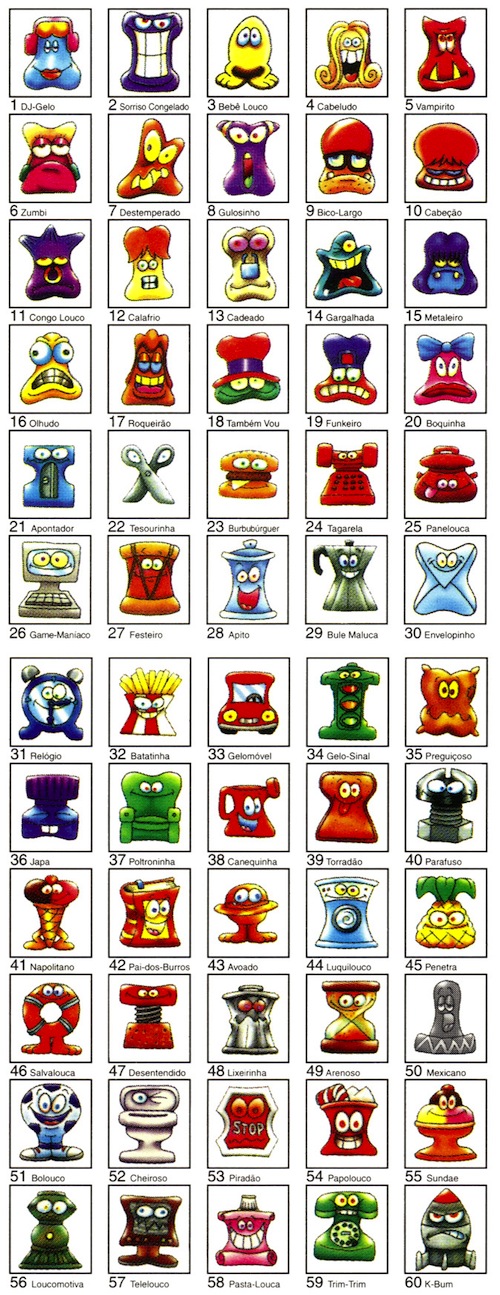 1 DJ-Gelo
2 Sorriso Congelado
3 Bebê Louco
4 Cabeludo
5 Vampirito
6 Zumbi
7 Destemperado
8 Gulosinho
9 Bico-Largo
10 Cabeção
11 Congo Louco
12 Calafrio
13 Cadeado
14 Gargalhada
15 Metaleiro
16 Olhudo
17 Roqueirão
18 Também Vou
19 Funkeiro
20 Boquinha
21 Apontador
22 Tesourinha
23 Burbubúrguer
24 Tagarela
25 Panelouca
26 Game-Maníaco
27 Festeiro
28 Apito
29 Bule Maluca
30 Envelopinho
31 Relógio
32 Batatinha
33 Gelomóvel
34 Gelo-Sinal
35 Preguiçoso
36 Japa
37 Poltroninha
38 Canequinha
39 Torradão
40 Parafuso
41 Napolitano
42 Pai-dos-Burros
43 Avoado
44 Luquilouco
45 Penetra
46 Salvalouca
47 Desentendido
48 Lixeirinha
49 Arenoso
50 Mexicano
51 Bolouco
52 Cheiroso
STOP
53 Piradão
54 Papolouco
55 Sundae
56 Loucomotiva
57 Telelouco
58 Pasta-Louca
59 Trim-Trim
60 K-Bum